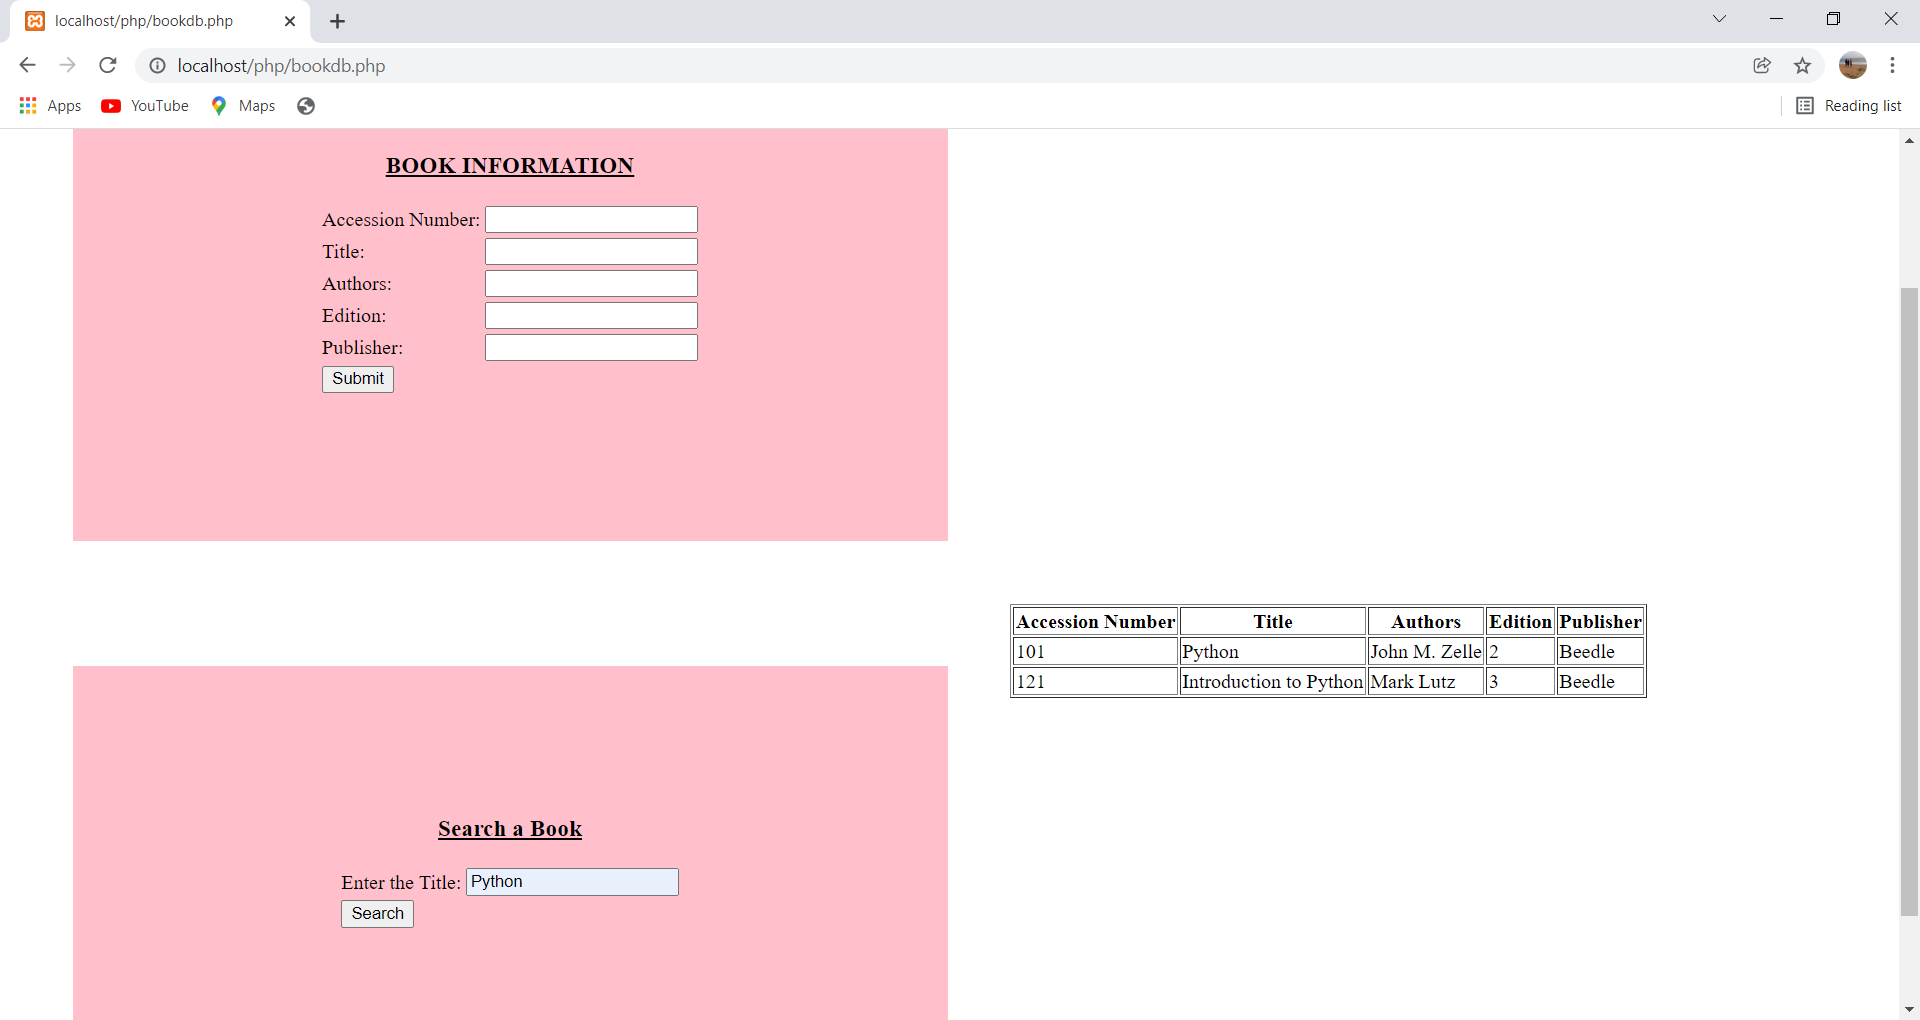 localhost/php/bookdb.php
localhost/php/bookdb.php
Apps YouTube Maps Reading list
BOOK INFORMATION
Accession Number:
Title:
Authors:
Edition:
Publisher:
Submit
Accession Number Title Authors Edition Publisher
101 Python John M. Zelle 2 Beedle
121 Introduction to Python Mark Lutz 3 Beedle
Search a Book
Enter the Title: Python
Search